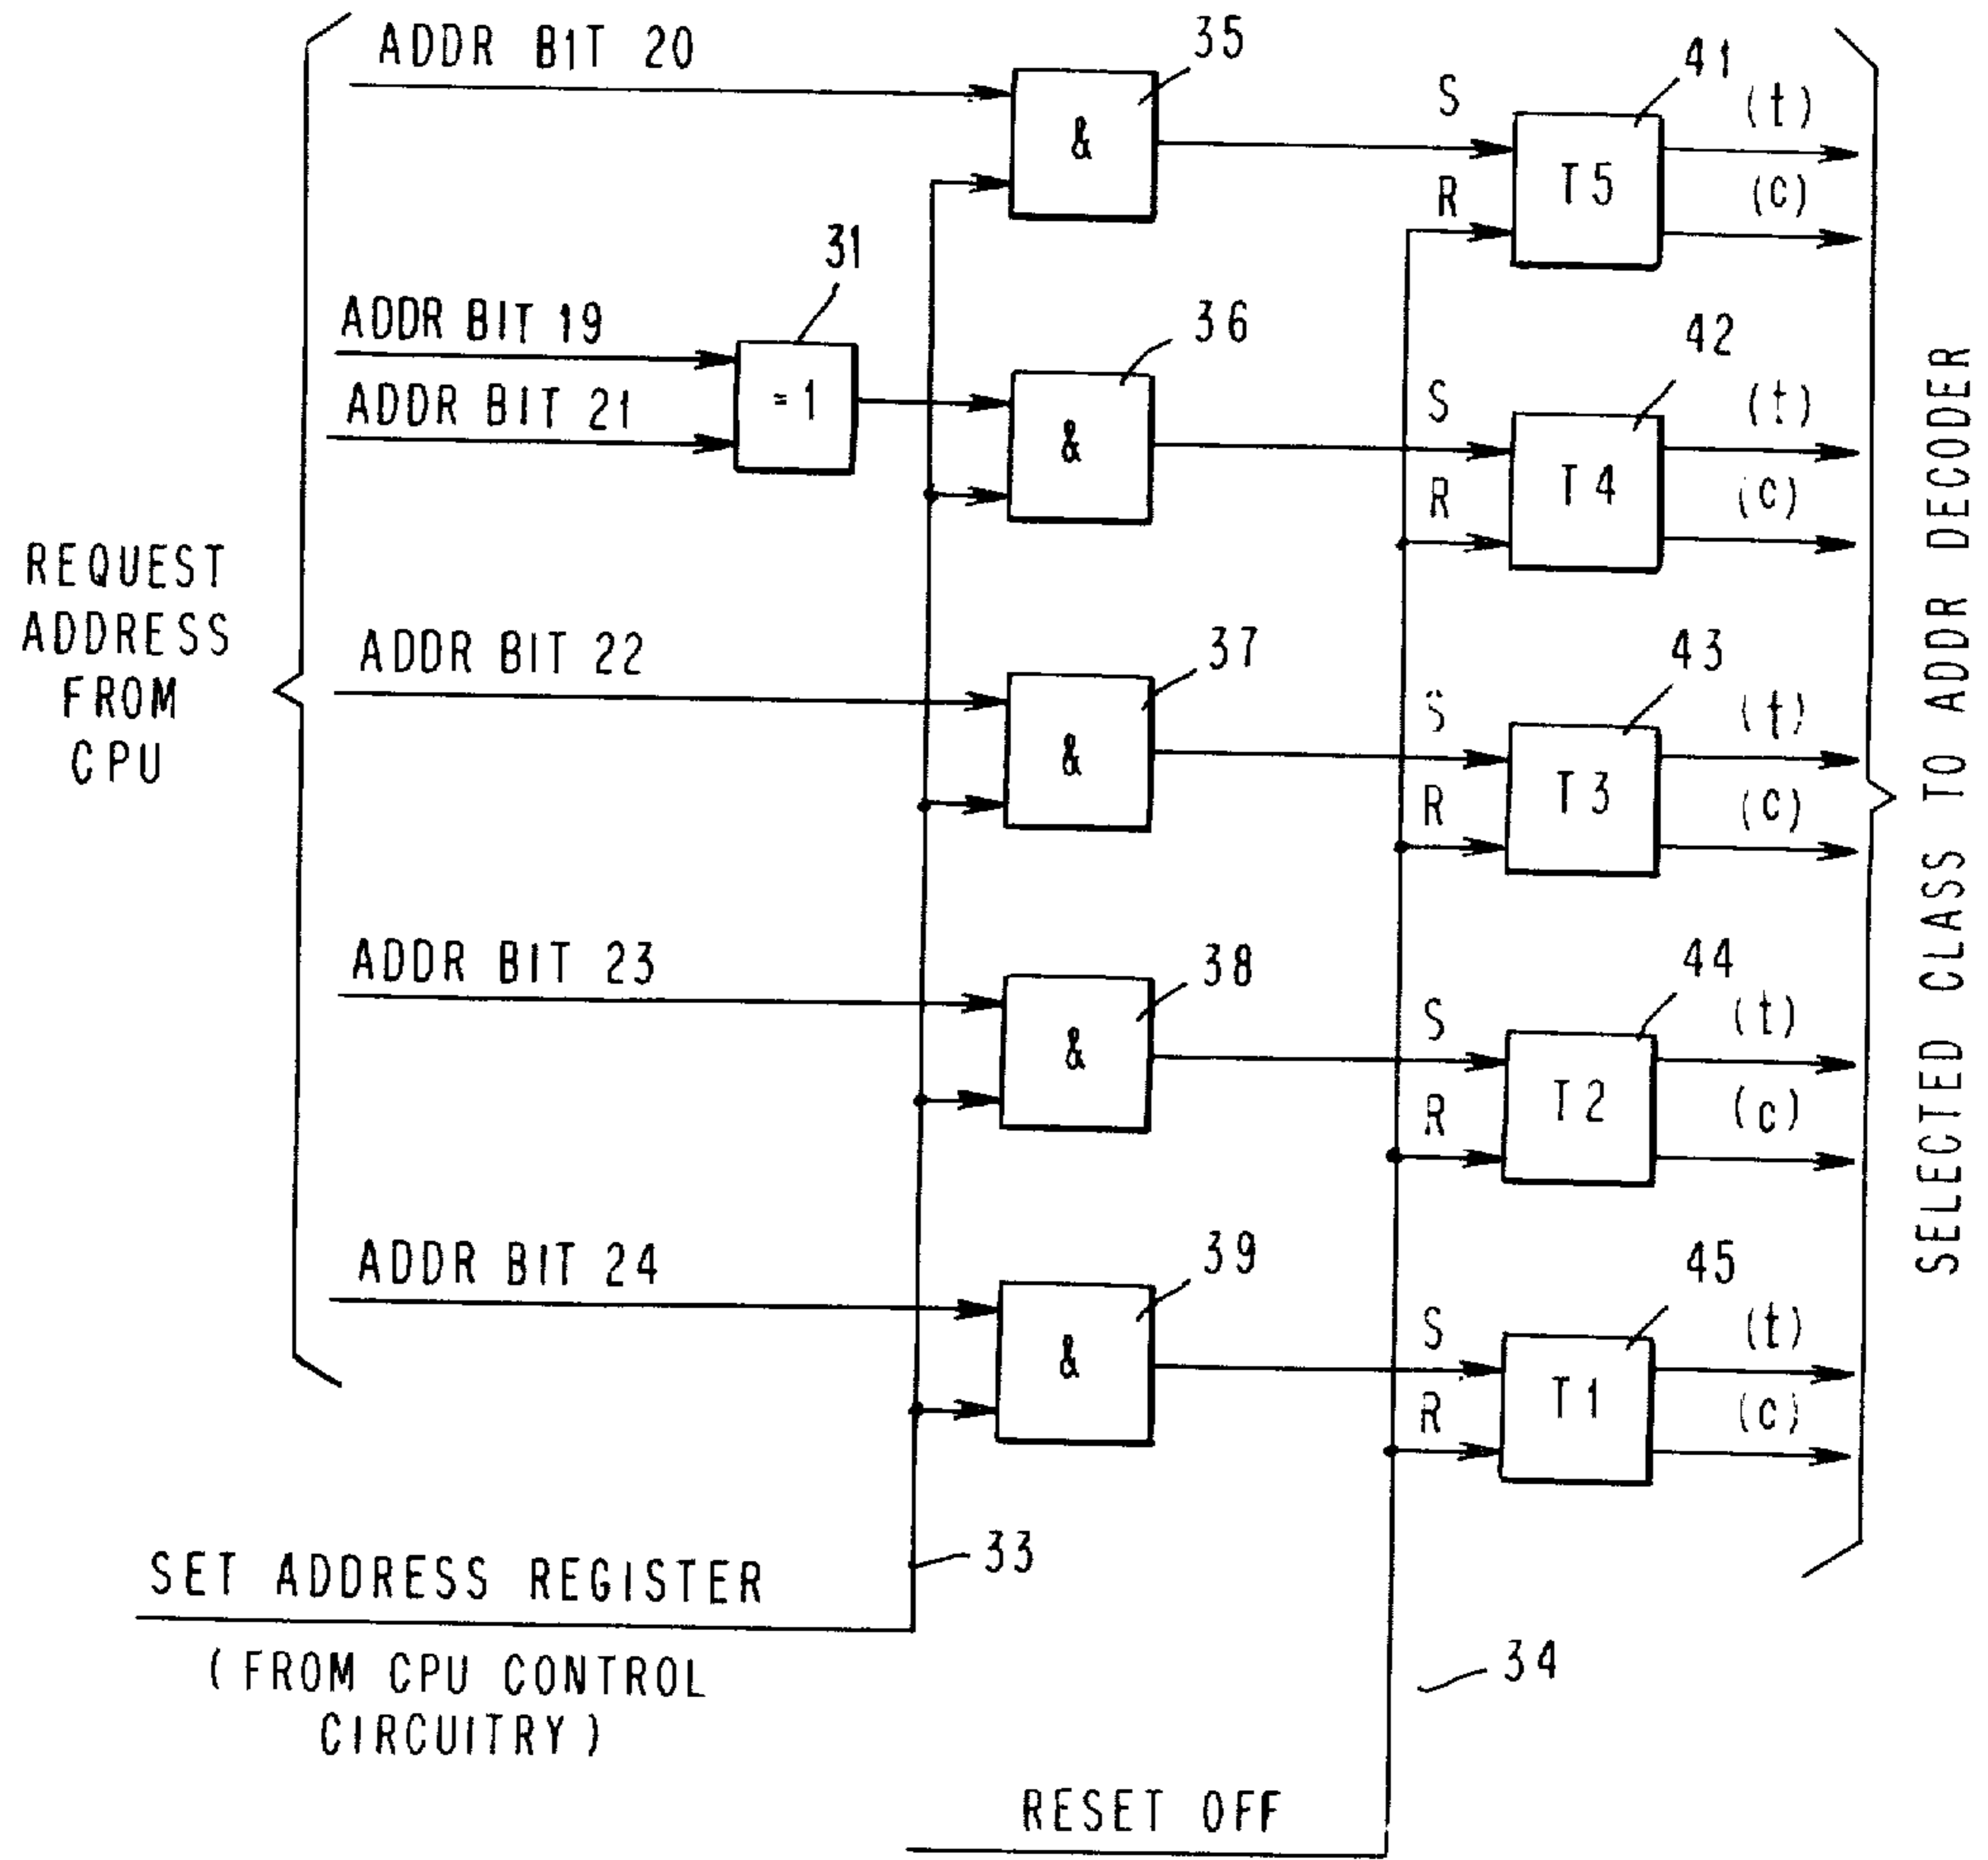 ADDR BIT 20
35
&
S
R
41
T5
(t)
(c)
ADDR BIT 19
ADDR BIT 21
31
=1
36
&
S
R
42
T4
(t)
(c)
REQUEST
ADDRESS
FROM
CPU
ADDR BIT 22
37
&
S
R
43
T3
(t)
(c)
ADDR BIT 23
38
&
S
R
44
T2
(t)
(c)
ADDR BIT 24
39
&
S
R
45
T1
(t)
(c)
SELECTED CLASS TO ADDR DECODER
SET ADDRESS REGISTER
(FROM CPU CONTROL
CIRCUITRY)
33
34
RESET OFF